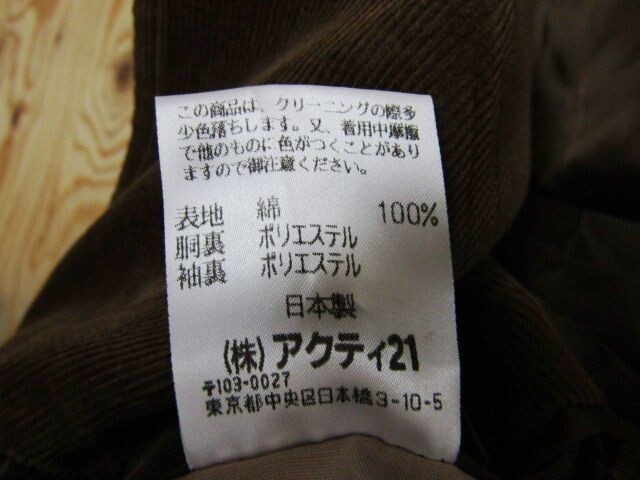 この商品は、クリーニングの際多
少色落ちします。又、着用中摩擦
で他のものに色がつくことがあり
ますので御注意ください。
表地 綿 100%
胴裏 ポリエステル
袖裏 ポリエステル
日本製
(株)アクティ21
〒103-0027
東京都中央区日本橋3-10-5